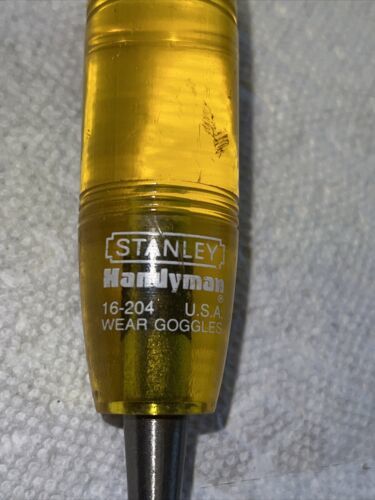 STANLEY
Handyman®
16-204 U.S.A.
WEAR GOGGLES